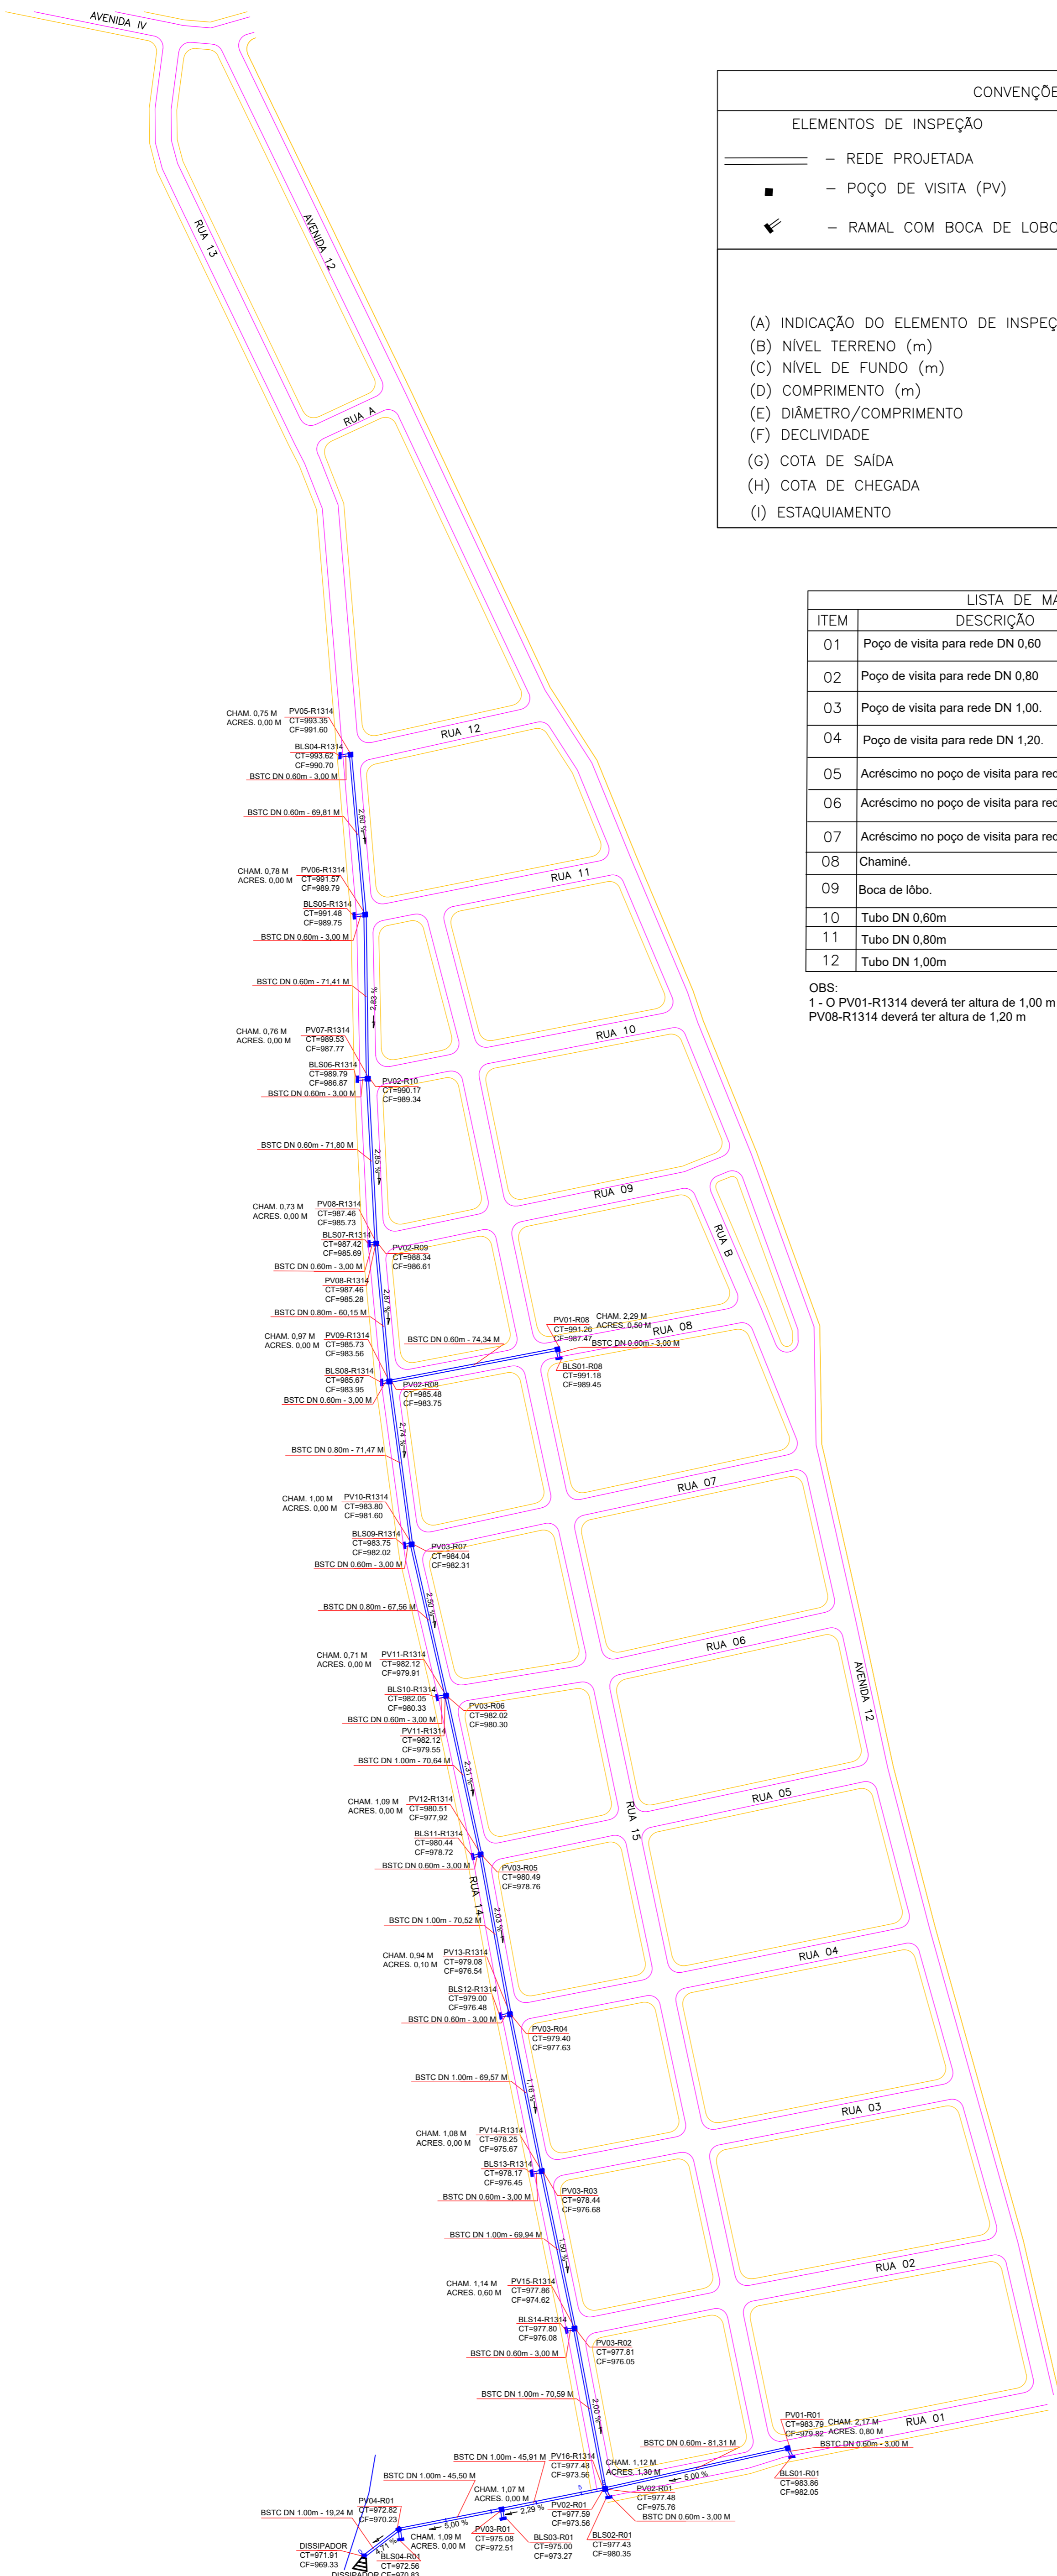 AVENIDA IV
CONVENÇÕE
ELEMENTOS DE INSPEÇÃO
– REDE PROJETADA
– POÇO DE VISITA (PV)
– RAMAL COM BOCA DE LOBO
(A) INDICAÇÃO DO ELEMENTO DE INSPEÇ
(B) NÍVEL TERRENO (m)
(C) NÍVEL DE FUNDO (m)
(D) COMPRIMENTO (m)
(E) DIÂMETRO/COMPRIMENTO
(F) DECLIVIDADE
(G) COTA DE SAÍDA
(H) COTA DE CHEGADA
(I) ESTAQUIAMENTO
RUA 13
AVENIDA 12
RUA A
LISTA DE MA
ITEM DESCRIÇÃO
01 Poço de visita para rede DN 0,60
02 Poço de visita para rede DN 0,80
03 Poço de visita para rede DN 1,00.
04 Poço de visita para rede DN 1,20.
05 Acréscimo no poço de visita para red
06 Acréscimo no poço de visita para red
07 Acréscimo no poço de visita para red
08 Chaminé.
09 Boca de lôbo.
10 Tubo DN 0,60m
11 Tubo DN 0,80m
12 Tubo DN 1,00m
OBS:
1 - O PV01-R1314 deverá ter altura de 1,00 m
PV08-R1314 deverá ter altura de 1,20 m
CHAM. 0,75 M
ACRES. 0,00 M
PV05-R1314
CT=993.35
CF=991.60
RUA 12
BLS04-R1314
CT=993.62
CF=990.70
BSTC DN 0.60m - 3,00 M
BSTC DN 0.60m - 69,81 M
2,60 %
CHAM. 0,78 M
ACRES. 0,00 M
PV06-R1314
CT=991.57
CF=989.79
RUA 11
BLS05-R1314
CT=991.48
CF=989.75
BSTC DN 0.60m - 3,00 M
BSTC DN 0.60m - 71,41 M
2,83 %
CHAM. 0,76 M
ACRES. 0,00 M
PV07-R1314
CT=989.53
CF=987.77
RUA 10
BLS06-R1314
CT=989.79
CF=986.87
BSTC DN 0.60m - 3,00 M
PV02-R10
CT=990.17
CF=989.34
BSTC DN 0.60m - 71,80 M
2,85 %
CHAM. 0,73 M
ACRES. 0,00 M
PV08-R1314
CT=987.46
CF=985.73
RUA 09
BLS07-R1314
CT=987.42
CF=985.69
BSTC DN 0.60m - 3,00 M
PV02-R09
CT=988.34
CF=986.61
RUA B
PV08-R1314
CT=987.46
CF=985.28
BSTC DN 0.80m - 60,15 M
2,87 %
CHAM. 0,97 M
ACRES. 0,00 M
PV09-R1314
CT=985.73
CF=983.56
BSTC DN 0.60m - 74,34 M
PV01-R08
CT=991.26
CF=987.47
CHAM. 2,29 M
ACRES. 0,50 M
RUA 08
BSTC DN 0.60m - 3,00 M
BLS01-R08
CT=991.18
CF=989.45
BLS08-R1314
CT=985.67
CF=983.95
BSTC DN 0.60m - 3,00 M
PV02-R08
CT=985.48
CF=983.75
BSTC DN 0.80m - 71,47 M
2,74 %
RUA 07
CHAM. 1,00 M
ACRES. 0,00 M
PV10-R1314
CT=983.80
CF=981.60
BLS09-R1314
CT=983.75
CF=982.02
BSTC DN 0.60m - 3,00 M
PV03-R07
CT=984.04
CF=982.31
BSTC DN 0.80m - 67,56 M
2,50 %
RUA 06
CHAM. 0,71 M
ACRES. 0,00 M
PV11-R1314
CT=982.12
CF=979.91
AVENIDA 12
BLS10-R1314
CT=982.05
CF=980.33
BSTC DN 0.60m - 3,00 M
PV03-R06
CT=982.02
CF=980.30
PV11-R1314
CT=982.12
CF=979.55
BSTC DN 1.00m - 70,64 M
2,31 %
RUA 05
RUA 15
CHAM. 1,09 M
ACRES. 0,00 M
PV12-R1314
CT=980.51
CF=977,92
BLS11-R1314
CT=980.44
CF=978.72
BSTC DN 0.60m - 3,00 M
PV03-R05
CT=980.49
CF=978.76
RUA 14
BSTC DN 1.00m - 70,52 M
2,03 %
RUA 04
CHAM. 0,94 M
ACRES. 0,10 M
PV13-R1314
CT=979.08
CF=976.54
BLS12-R1314
CT=979.00
CF=976.48
BSTC DN 0.60m - 3,00 M
PV03-R04
CT=979.40
CF=977.63
BSTC DN 1.00m - 69,57 M
1,16 %
RUA 03
CHAM. 1,08 M
ACRES. 0,00 M
PV14-R1314
CT=978.25
CF=975.67
BLS13-R1314
CT=978.17
CF=976.45
BSTC DN 0.60m - 3,00 M
PV03-R03
CT=978.44
CF=976.68
BSTC DN 1.00m - 69,94 M
1,50 %
RUA 02
CHAM. 1,14 M
ACRES. 0,60 M
PV15-R1314
CT=977.86
CF=974.62
BLS14-R1314
CT=977.80
CF=976.08
BSTC DN 0.60m - 3,00 M
PV03-R02
CT=977.81
CF=976.05
BSTC DN 1.00m - 70,59 M
2,00 %
PV01-R01
CT=983.79
CF=979.82
CHAM. 2,17 M
ACRES. 0,80 M
RUA 01
BSTC DN 0.60m - 3,00 M
BSTC DN 0.60m - 81,31 M
5,00 %
BLS01-R01
CT=983.86
CF=982.05
BSTC DN 1.00m - 45,91 M
PV16-R1314
CT=977.48
CF=973.56
CHAM. 1,12 M
ACRES. 1,30 M
PV02-R01
CT=977.48
CF=975.76
BSTC DN 0.60m - 3,00 M
BSTC DN 1.00m - 45,50 M
CHAM. 1,07 M
ACRES. 0,00 M
5
PV02-R01
CT=977.59
CF=973.56
2,29 %
5,00 %
PV04-R01
CT=972.82
CF=970.23
BSTC DN 1.00m - 19,24 M
PV03-R01
CT=975.08
CF=972.51
BLS03-R01
CT=975.00
CF=973.27
BLS02-R01
CT=977.43
CF=980.35
CHAM. 1,09 M
ACRES. 0,00 M
4,71 %
DISSIPADOR
CT=971.91
CF=969.33
0
BLS04-R01
CT=972.56
CF=970.83
DISSIPADOR